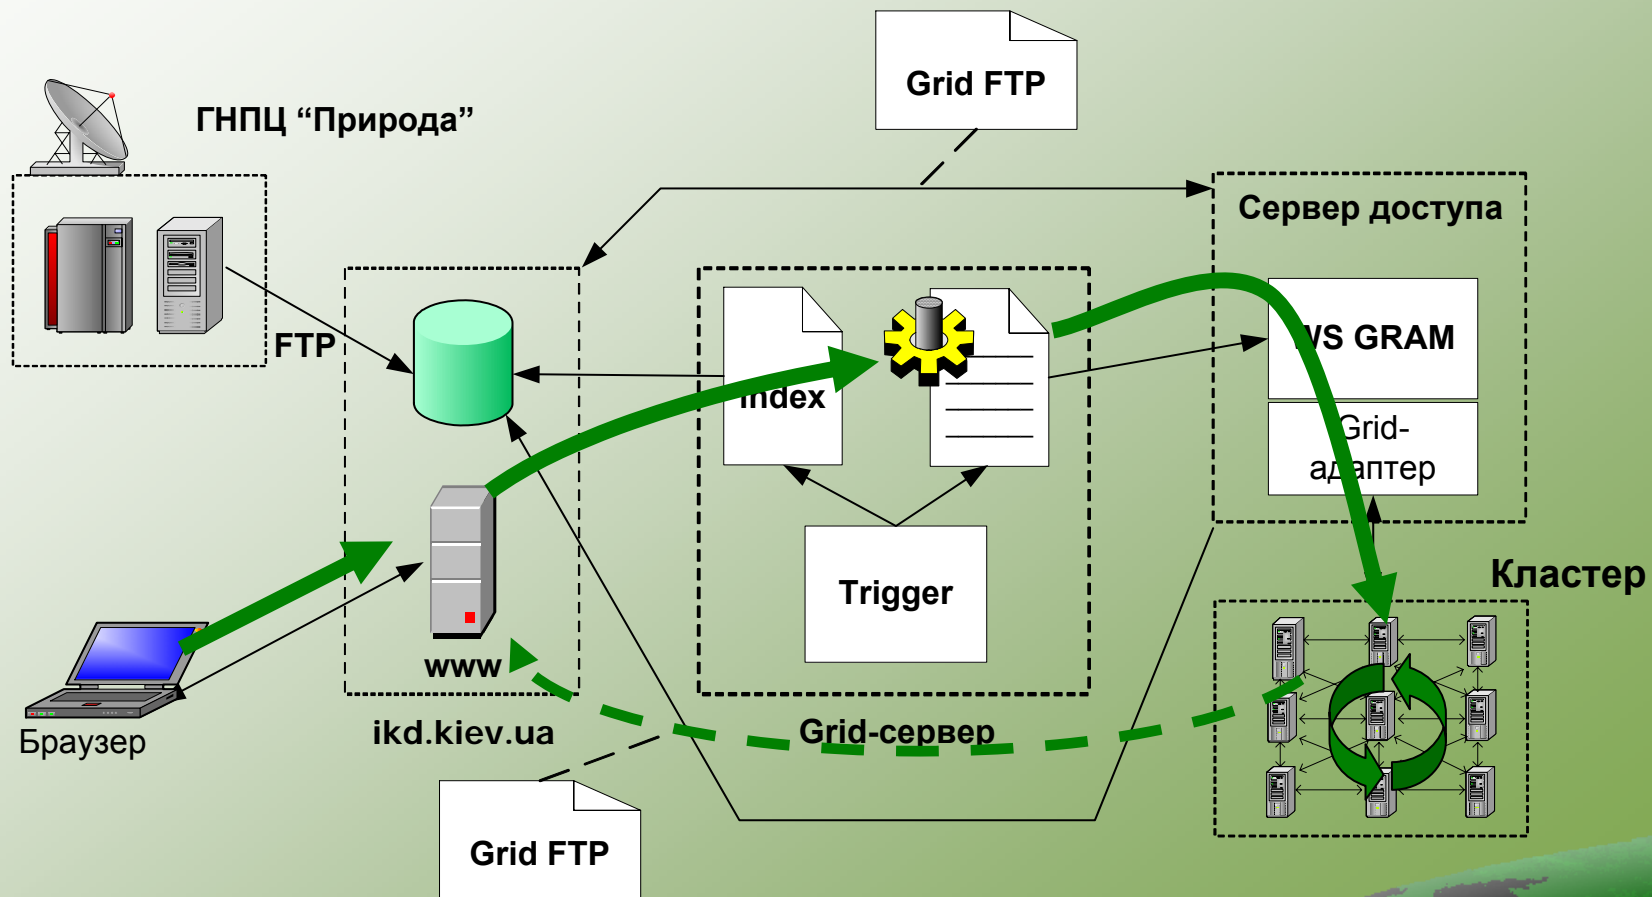 Grid FTP
ГНПЦ “Природа”
Сервер доступа
FTP
WS GRAM
Index
Grid-
адаптер
Trigger
Кластер
www
ikd.kiev.ua
Grid-сервер
Браузер
Grid FTP